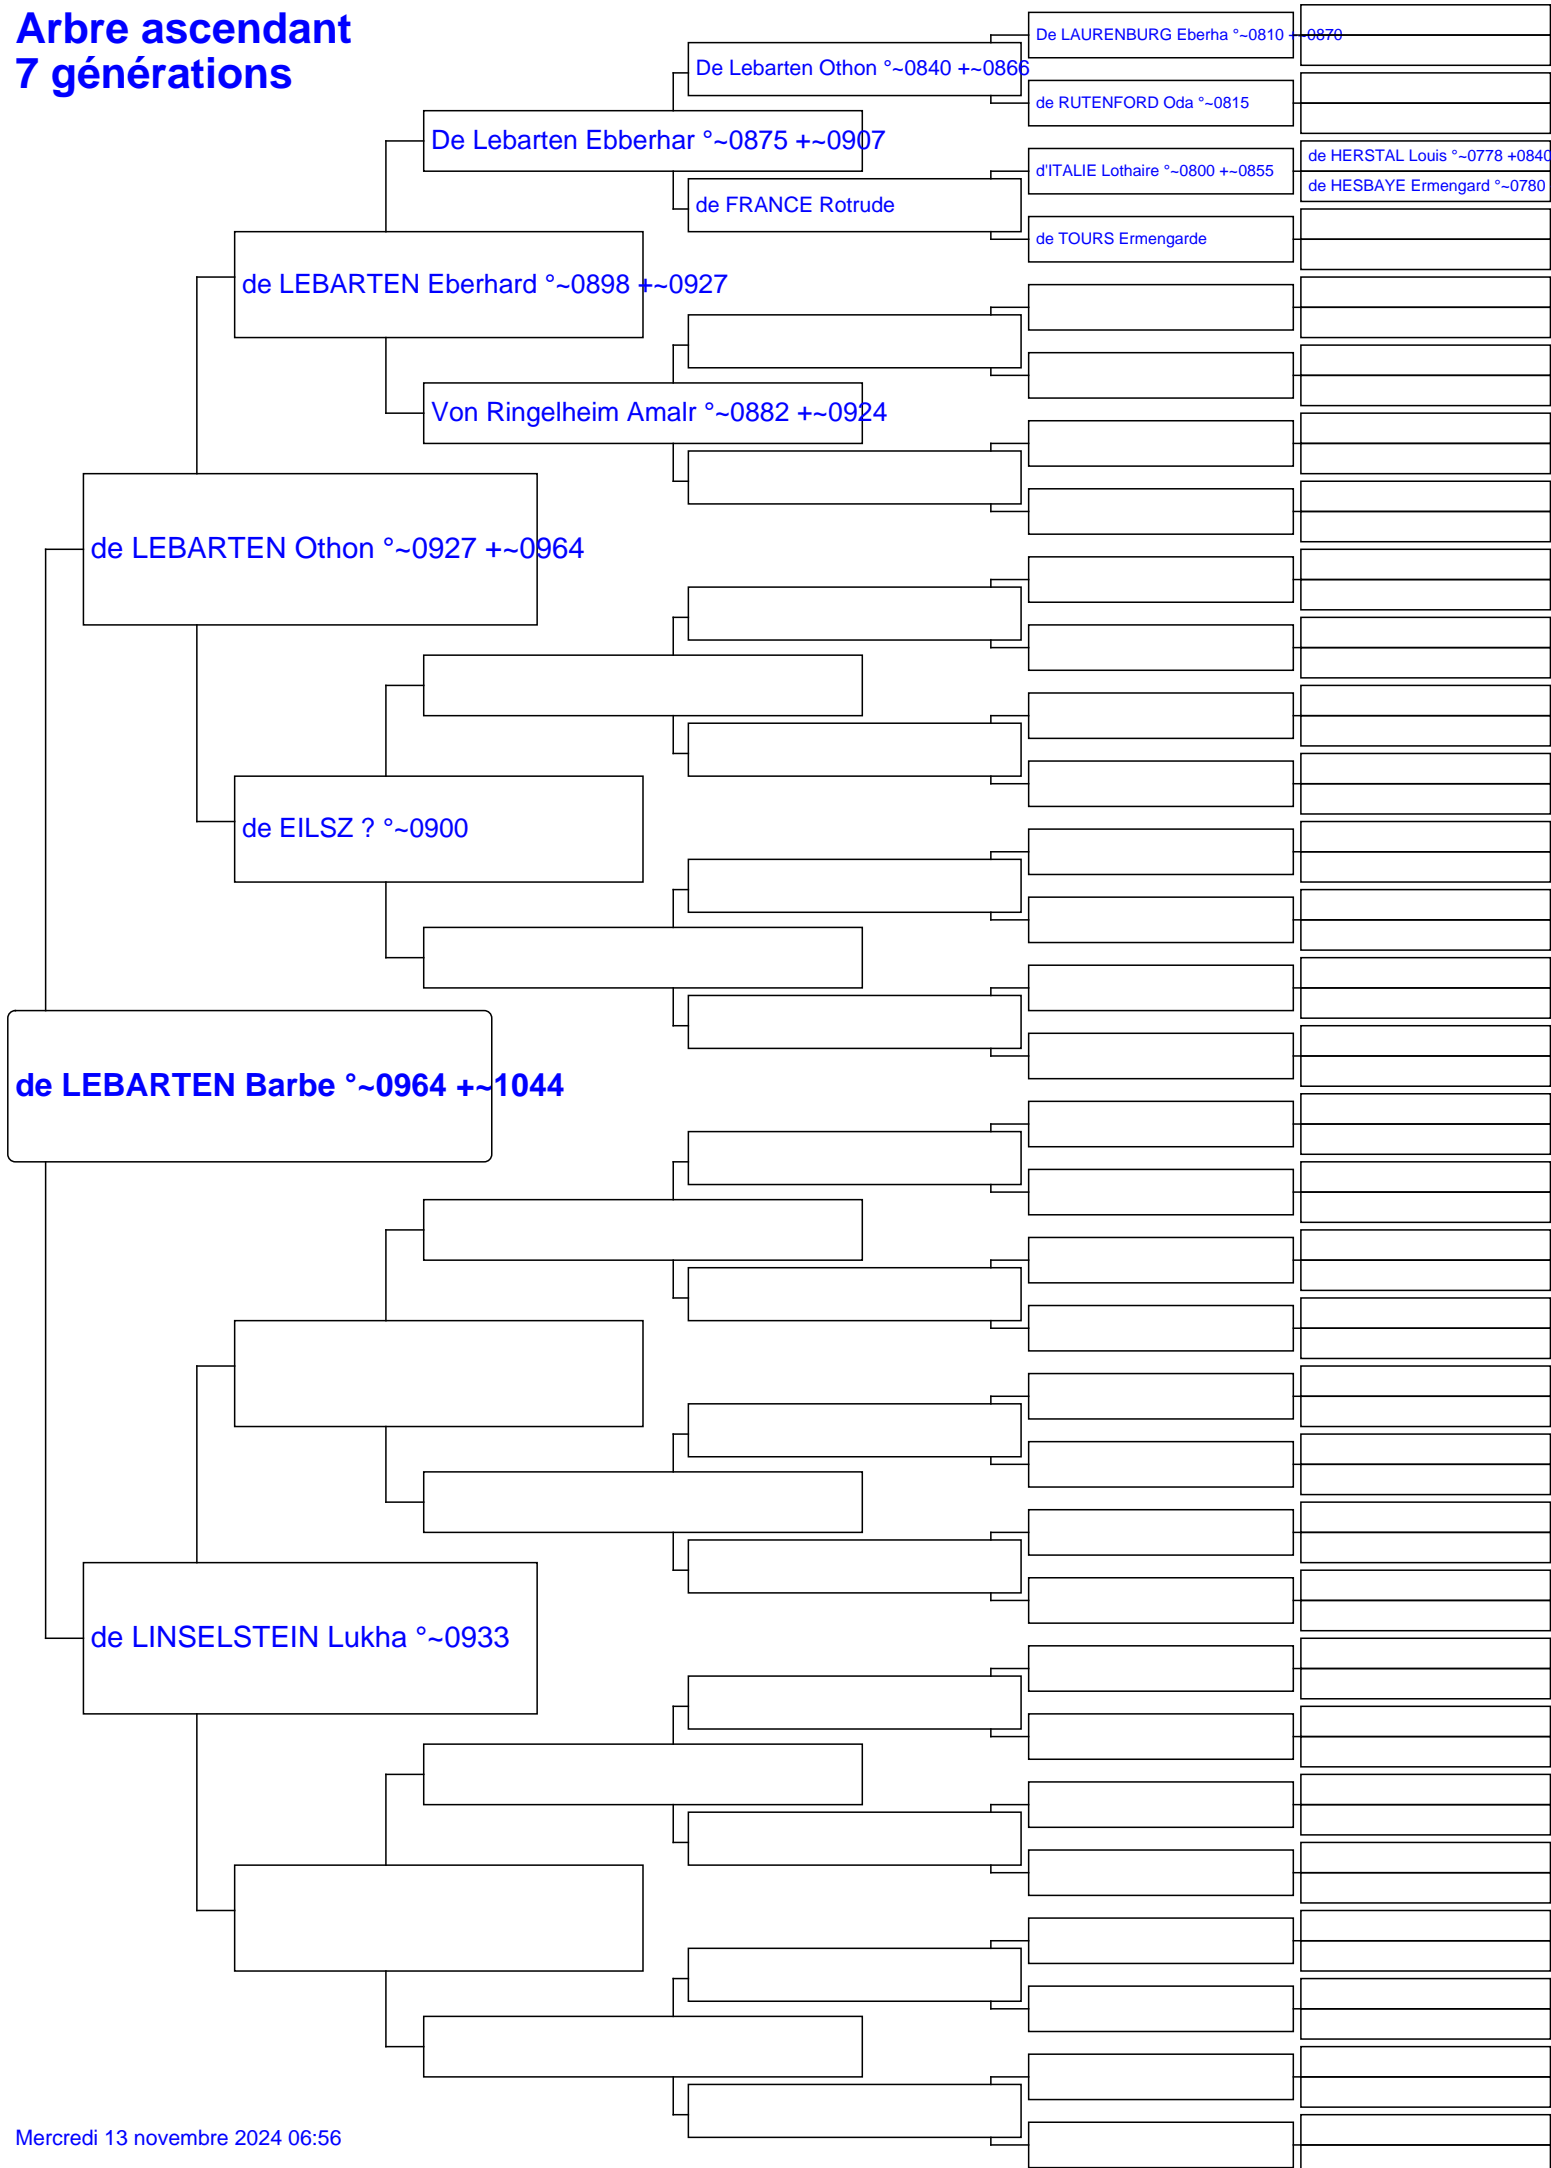 Arbre ascendant
7 générations
De LAURENBURG Eberha °~0810 +~0870
De Lebarten Othon °~0840 +~0866
de RUTENFORD Oda °~0815
De Lebarten Ebberhar °~0875 +~0907
de HERSTAL Louis °~0778 +0840
d'ITALIE Lothaire °~0800 +~0855
de HESBAYE Ermengard °~0780
de FRANCE Rotrude
de TOURS Ermengarde
de LEBARTEN Eberhard °~0898 +~0927
Von Ringelheim Amalr °~0882 +~0924
de LEBARTEN Othon °~0927 +~0964
de EILSZ ? °~0900
de LEBARTEN Barbe °~0964 +~1044
de LINSELSTEIN Lukha °~0933
Mercredi 13 novembre 2024 06:56